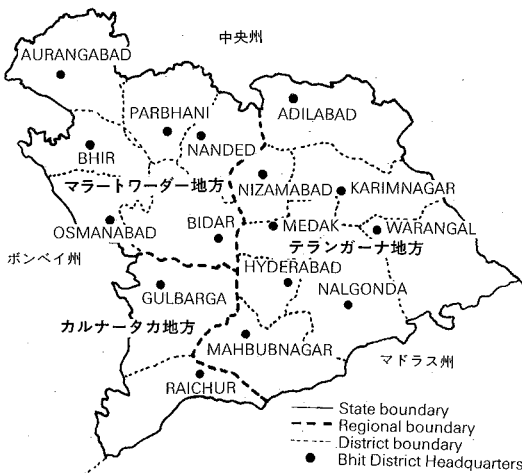 中央州
AURANGABAD
PARBHANI
ADILABAD
NANDED
BHIR
マラートワーダー地方
NIZAMABAD
KARIMNAGAR
OSMANABAD
BIDAR
MEDAK
WARANGAL
テランガーナ地方
ボンベイ州
HYDERABAD
GULBARGA
NALGONDA
カルナータカ地方
MAHBUBNAGAR
マドラス州
RAICHUR
State boundary
Regional boundary
District boundary
Bhit District Headquarters